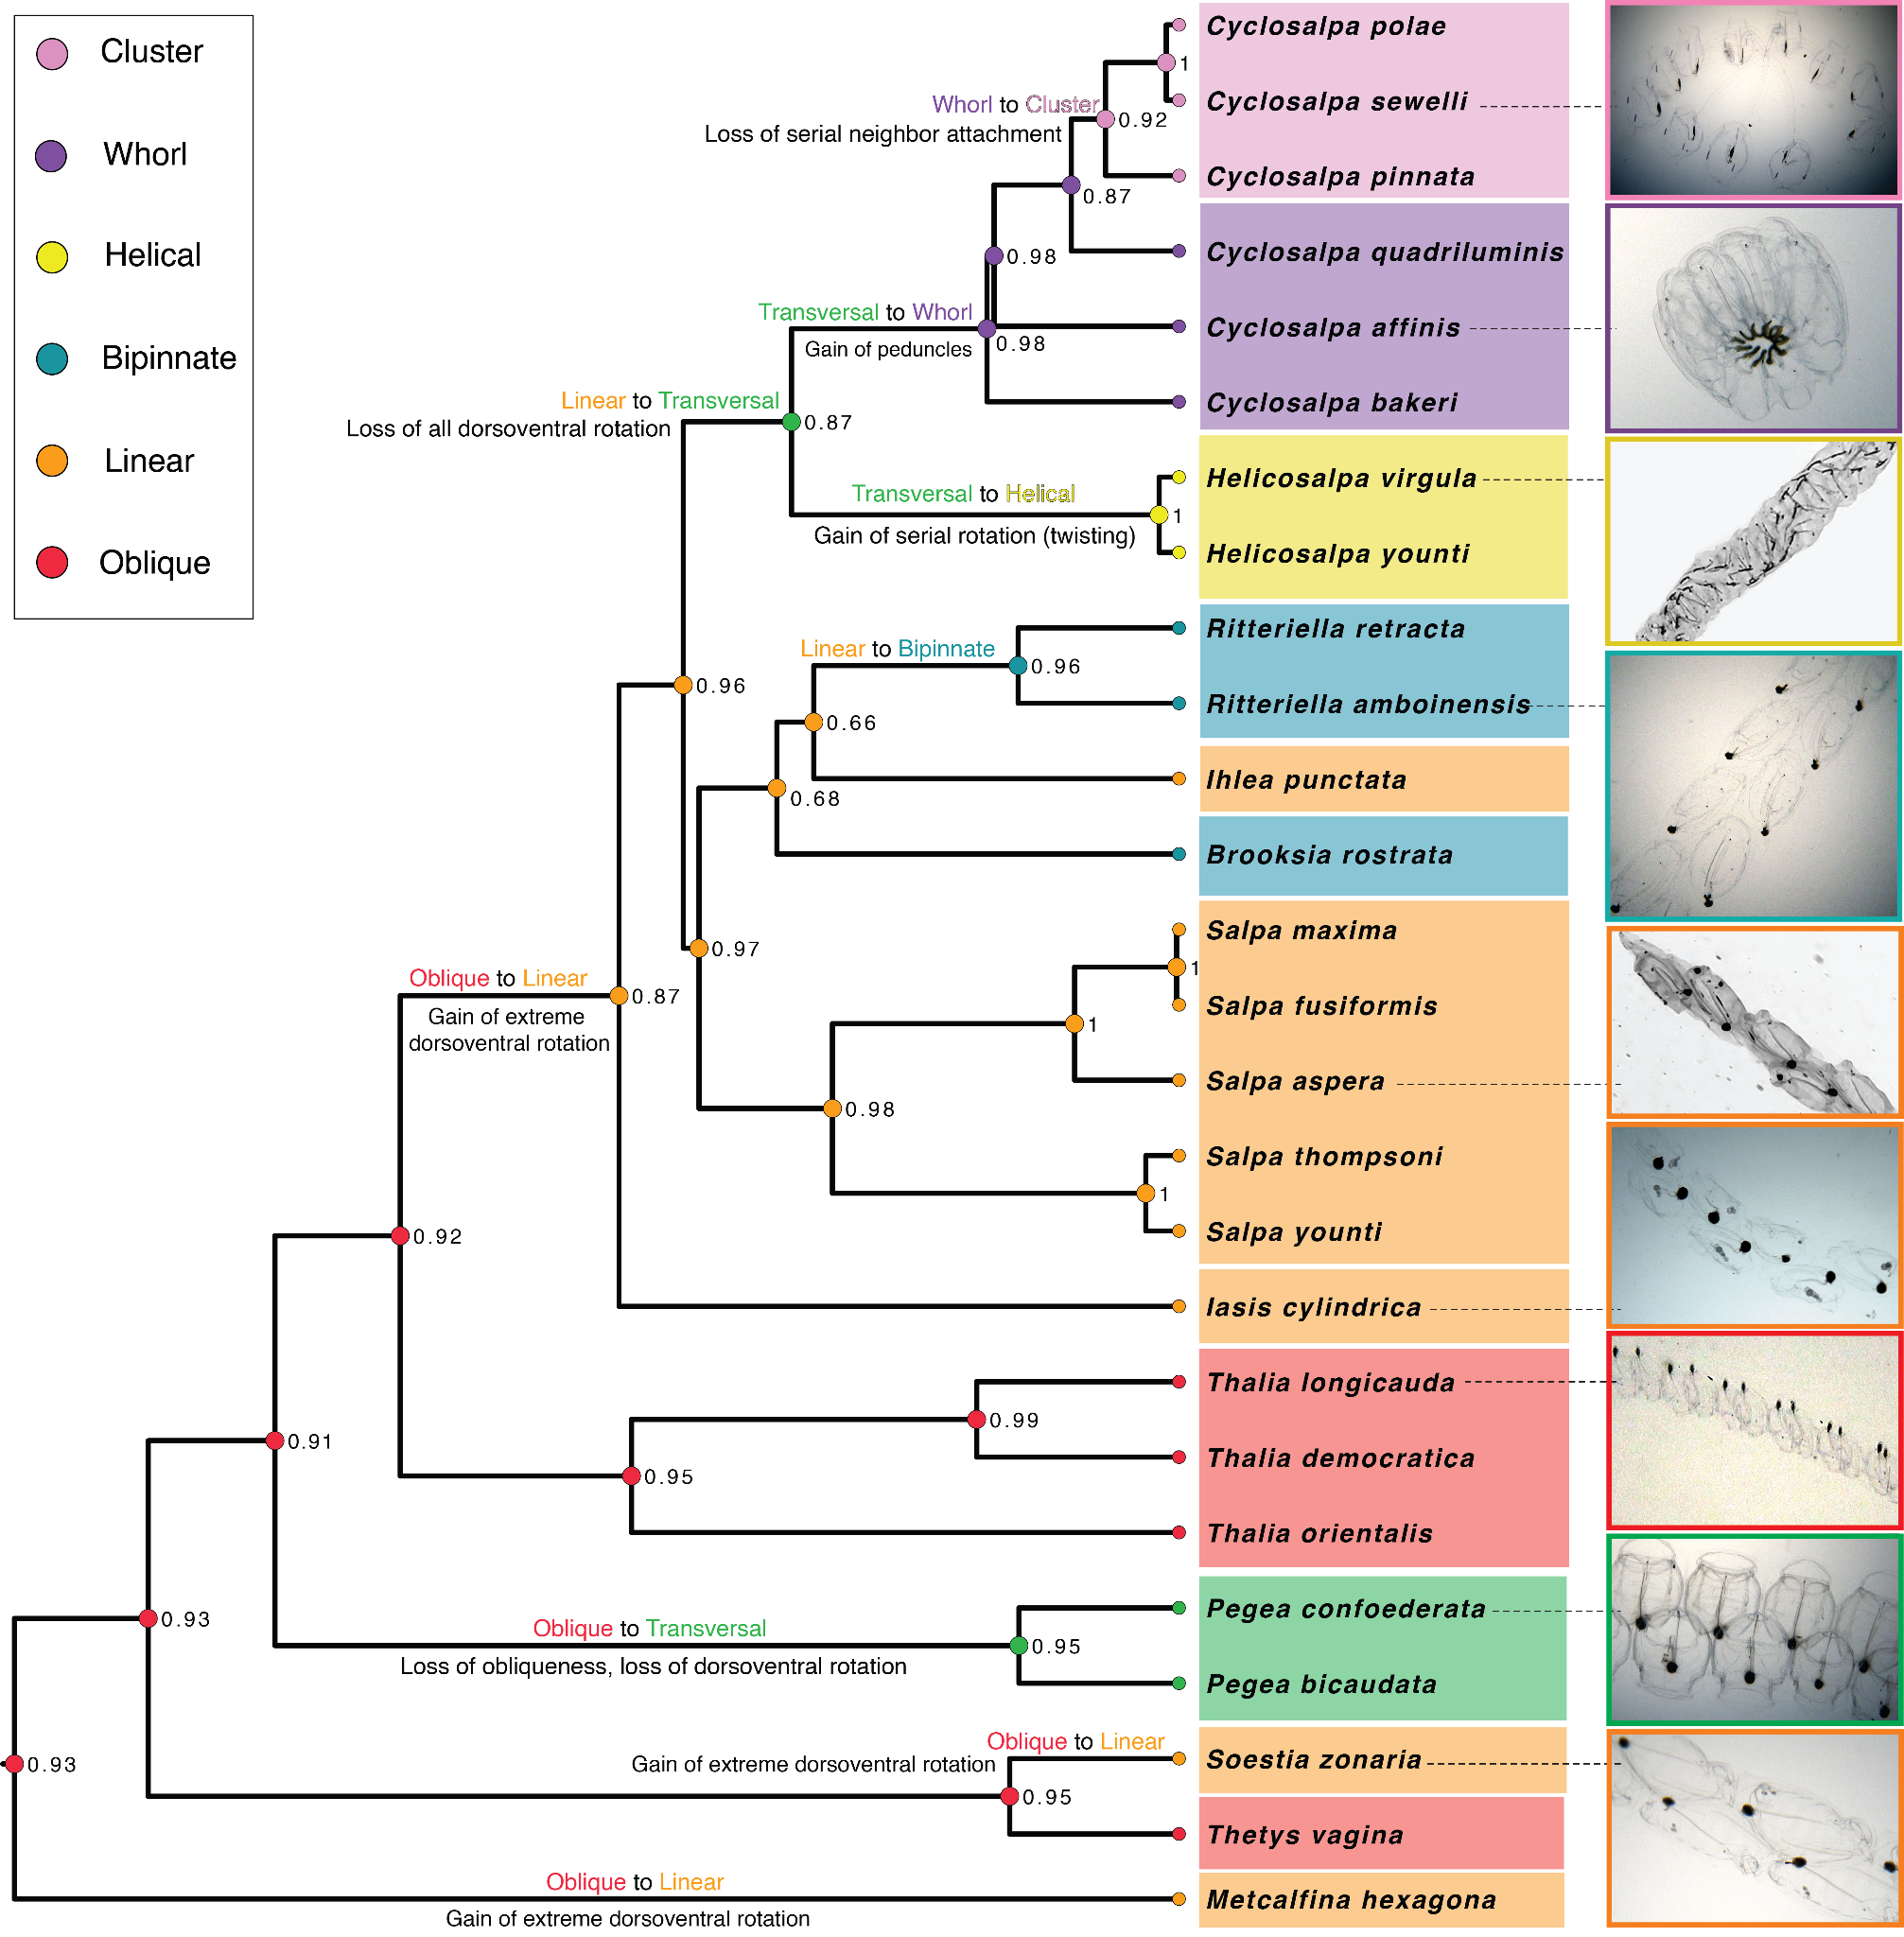 Cluster
Whorl
Helical
Bipinnate
Linear
Oblique
Cyclosalpa polae
1
Cyclosalpa sewelli
Whorl to Cluster
0.92
Loss of serial neighbor attachment
Cyclosalpa pinnata
0.87
Cyclosalpa quadriluminis
0.98
Transversal to Whorl
Cyclosalpa affinis
Gain of peduncles
0.98
Linear to Transversal
Cyclosalpa bakeri
Loss of all dorsoventral rotation
0.87
Helicosalpa virgula
Transversal to Helical
1
Gain of serial rotation (twisting)
Helicosalpa younti
Ritteriella retracta
Linear to Bipinnate
0.96
0.96
Ritteriella amboinensis
0.66
Ihlea punctata
0.68
Brooksia rostrata
Salpa maxima
0.97
1
Oblique to Linear
0.87
Salpa fusiformis
Gain of extreme
dorsoventral rotation
1
Salpa aspera
0.98
Salpa thompsoni
1
Salpa younti
0.92
Iasis cylindrica
Thalia longicauda
0.99
0.91
Thalia democratica
0.95
Thalia orientalis
Pegea confoederata
0.93
Oblique to Transversal
0.95
Loss of obliqueness, loss of dorsoventral rotation
Pegea bicaudata
Oblique to Linear
Soestia zonaria
Gain of extreme dorsoventral rotation
0.93
0.95
Thetys vagina
Oblique to Linear
Metcalfina hexagona
Gain of extreme dorsoventral rotation